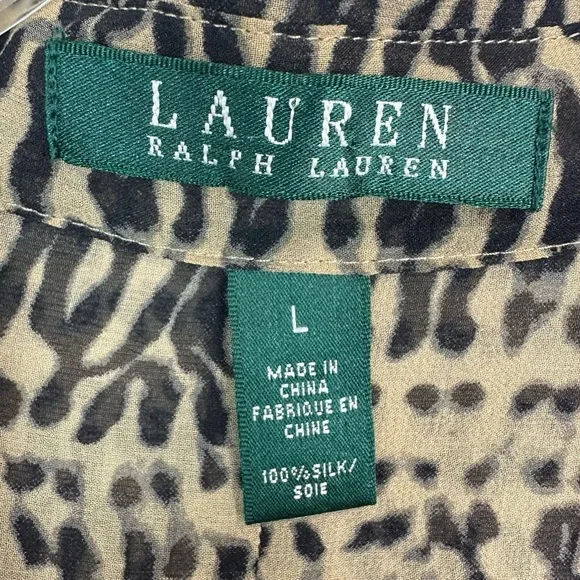 LAUREN
RALPH LAUREN
L
MADE IN
CHINA
FABRIQUE EN
CHINE
100%SILK/
SOIE